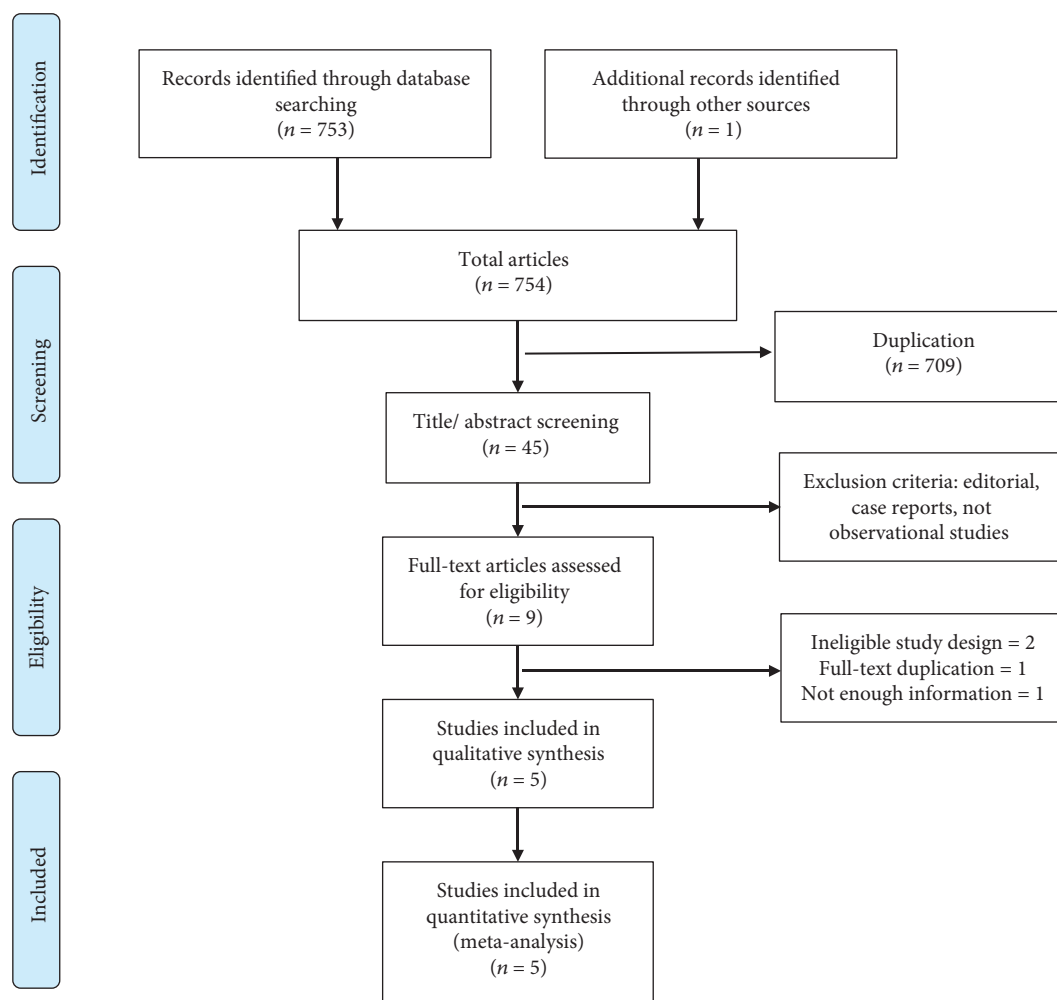 Identification
Records identified through database
searching
(n = 753)
Additional records identified
through other sources
(n = 1)
Total articles
(n = 754)
Screening
Duplication
(n = 709)
Title/ abstract screening
(n = 45)
Exclusion criteria: editorial,
case reports, not
observational studies
Eligibility
Full-text articles assessed
for eligibility
(n = 9)
Ineligible study design = 2
Full-text duplication = 1
Not enough information = 1
Studies included in
qualitative synthesis
(n = 5)
Included
Studies included in
quantitative synthesis
(meta-analysis)
(n = 5)